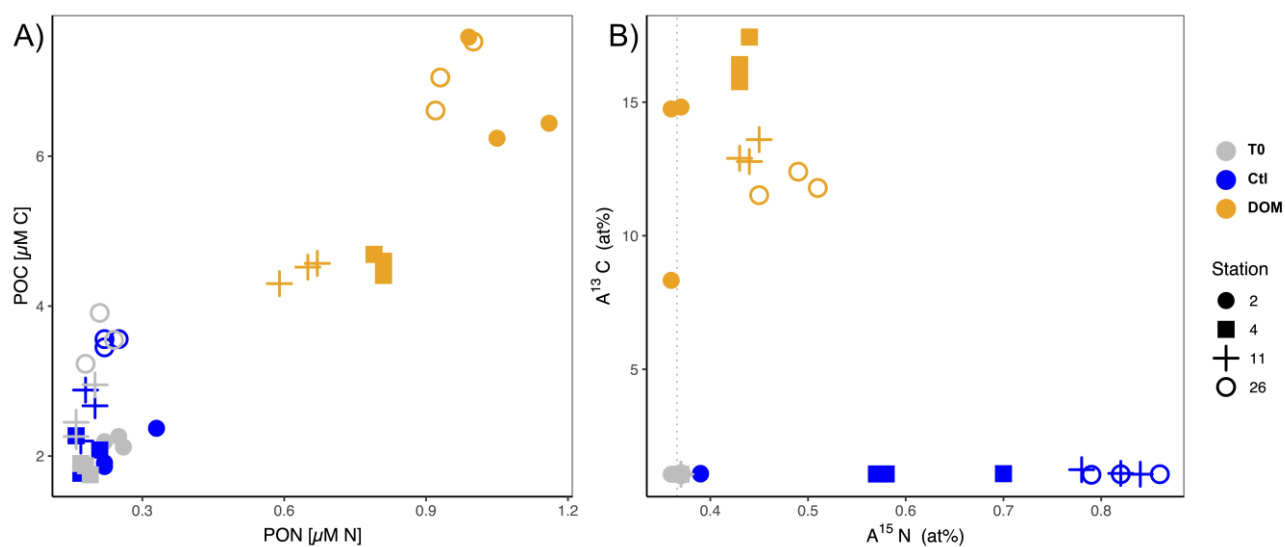 A)
6
4
2
POC [µM C]
0.3 0.6 0.9 1.2
PON [µM N]
B)
15
10
5
A¹³C (at%)
0.4 0.5 0.6 0.7 0.8
A¹⁵N (at%)
T0
Ctl
DOM
Station
2
4
11
26